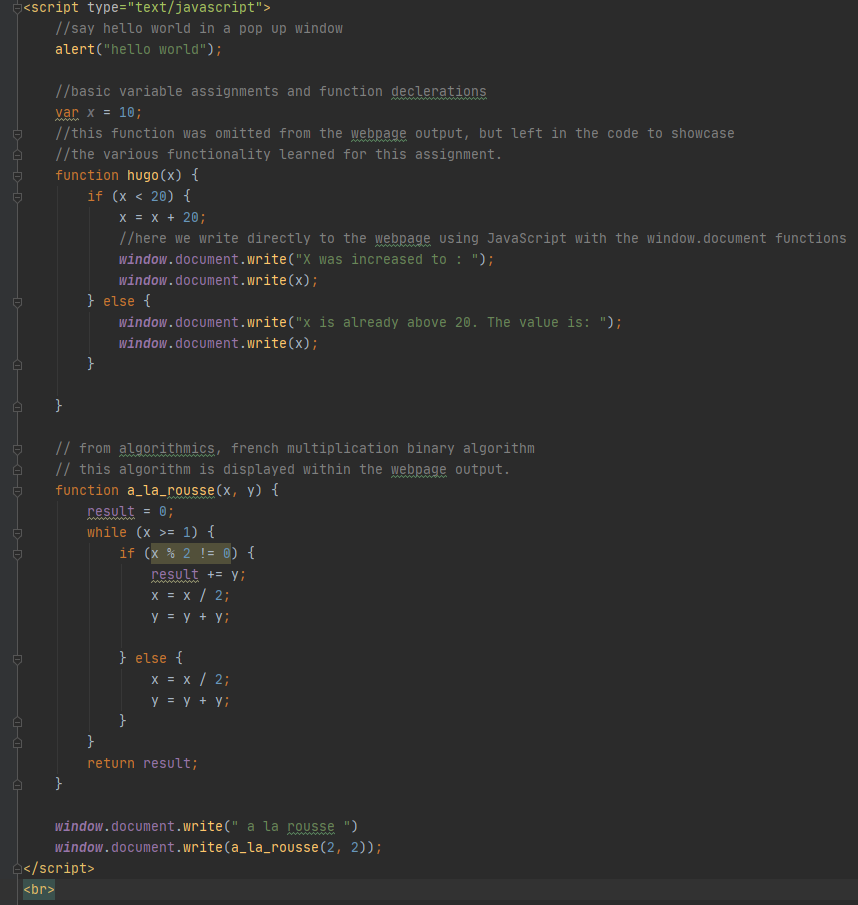 <script type="text/javascript">
    //say hello world in a pop up window
    alert("hello world");

    //basic variable assignments and function declerations
    var x = 10;
    //this function was omitted from the webpage output, but left in the code to showcase
    //the various functionality learned for this assignment.
    function hugo(x) {
        if (x < 20) {
            x = x + 20;
            //here we write directly to the webpage using JavaScript with the window.document functions
            window.document.write("X was increased to : ");
            window.document.write(x);
        } else {
            window.document.write("x is already above 20. The value is: ");
            window.document.write(x);
        }

    }

    // from algorithmics, french multiplication binary algorithm
    // this algorithm is displayed within the webpage output.
    function a_la_rousse(x, y) {
        result = 0;
        while (x >= 1) {
            if (x % 2 != 0) {
                result += y;
                x = x / 2;
                y = y + y;

            } else {
                x = x / 2;
                y = y + y;
            }
        }
        return result;
    }

    window.document.write(" a la rousse ")
    window.document.write(a_la_rousse(2, 2));
</script>
<br>